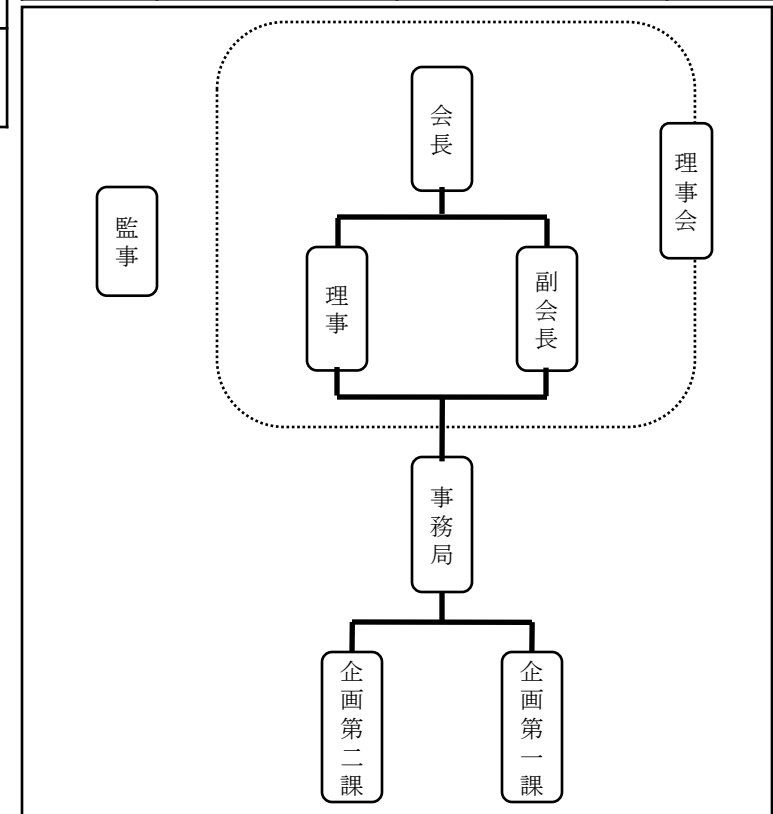 会長
理事会
監事
副会長
理事
事務局
企画第一課
企画第二課